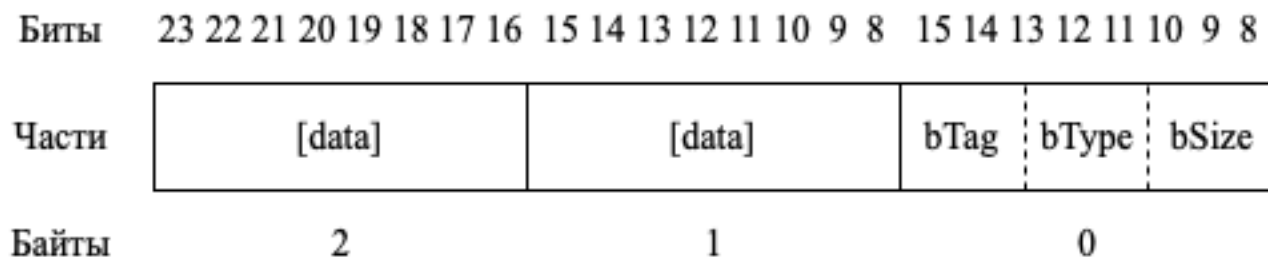 Биты 23 22 21 20 19 18 17 16 15 14 13 12 11 10 9 8 15 14 13 12 11 10 9 8
Части [data] [data] bTag bType bSize
Байты 2 1 0